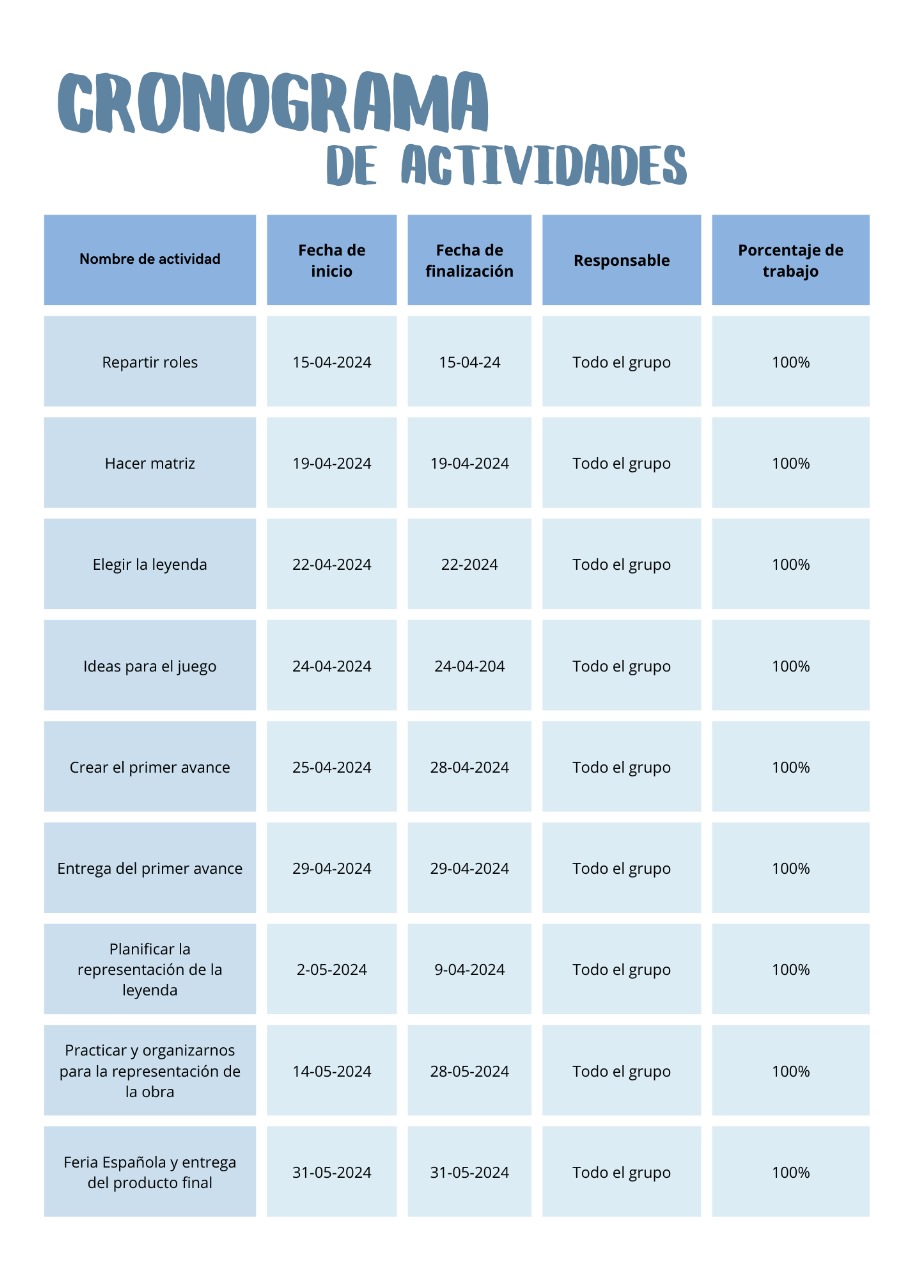 CRONOGRAMA
DE ACTIVIDADES
Nombre de actividad
Fecha de
inicio
Fecha de
finalización
Responsable
Porcentaje de
trabajo
Repartir roles
15-04-2024
15-04-24
Todo el grupo
100%
Hacer matriz
19-04-2024
19-04-2024
Todo el grupo
100%
Elegir la leyenda
22-04-2024
22-2024
Todo el grupo
100%
Ideas para el juego
24-04-2024
24-04-204
Todo el grupo
100%
Crear el primer avance
25-04-2024
28-04-2024
Todo el grupo
100%
Entrega del primer avance
29-04-2024
29-04-2024
Todo el grupo
100%
Planificar la
representación de la
leyenda
2-05-2024
9-04-2024
Todo el grupo
100%
Practicar y organizarnos
para la representación de
la obra
14-05-2024
28-05-2024
Todo el grupo
100%
Feria Española y entrega
del producto final
31-05-2024
31-05-2024
Todo el grupo
100%